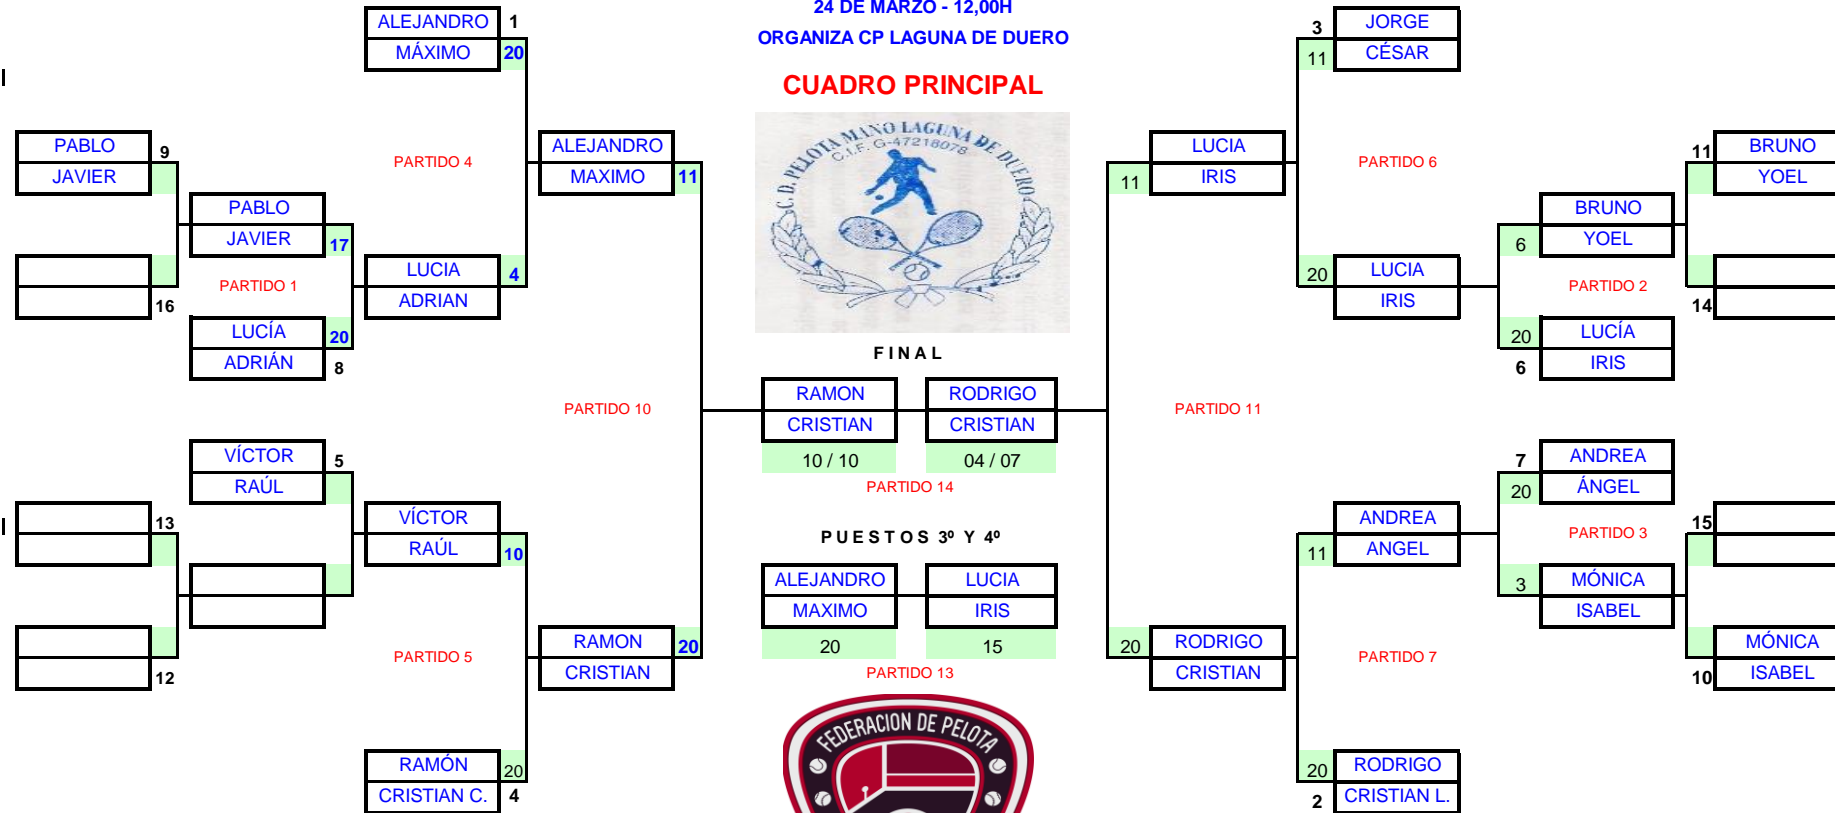 24 DE MARZO - 12,00H
ORGANIZA CP LAGUNA DE DUERO
CUADRO PRINCIPAL
C.D. PELOTA MANO LAGUNA DE DUERO
C.I.F. G-47218078
ALEJANDRO 1
MÁXIMO 20
PABLO 9
JAVIER
PARTIDO 4
ALEJANDRO
MAXIMO 11
PABLO
JAVIER 17
PARTIDO 1
16
LUCIA 4
ADRIAN
LUCÍA 20
ADRIÁN 8
PARTIDO 10
VÍCTOR 5
RAÚL
13
VÍCTOR
RAÚL 10
12
PARTIDO 5
RAMON 20
CRISTIAN
RAMÓN 20
CRISTIAN C. 4
FINAL
RAMON RODRIGO
CRISTIAN CRISTIAN
10 / 10 04 / 07
PARTIDO 14
PUESTOS 3º Y 4º
ALEJANDRO LUCIA
MAXIMO IRIS
20 15
PARTIDO 13
FEDERACION DE PELOTA
3 JORGE
11 CÉSAR
LUCIA
11 IRIS
PARTIDO 6
11 BRUNO
YOEL
BRUNO
6 YOEL
20 LUCIA
IRIS
PARTIDO 2
14
20 LUCÍA
6 IRIS
PARTIDO 11
7 ANDREA
20 ÁNGEL
ANDREA
11 ANGEL
PARTIDO 3
15
3 MÓNICA
ISABEL
20 RODRIGO
CRISTIAN
PARTIDO 7
MÓNICA
10 ISABEL
20 RODRIGO
2 CRISTIAN L.